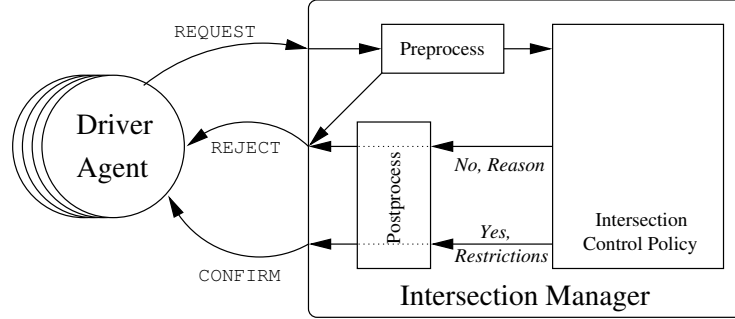 REQUEST
Preprocess
Driver
Agent
REJECT
Postprocess
No, Reason
Yes,
Restrictions
Intersection
Control Policy
CONFIRM
Intersection Manager